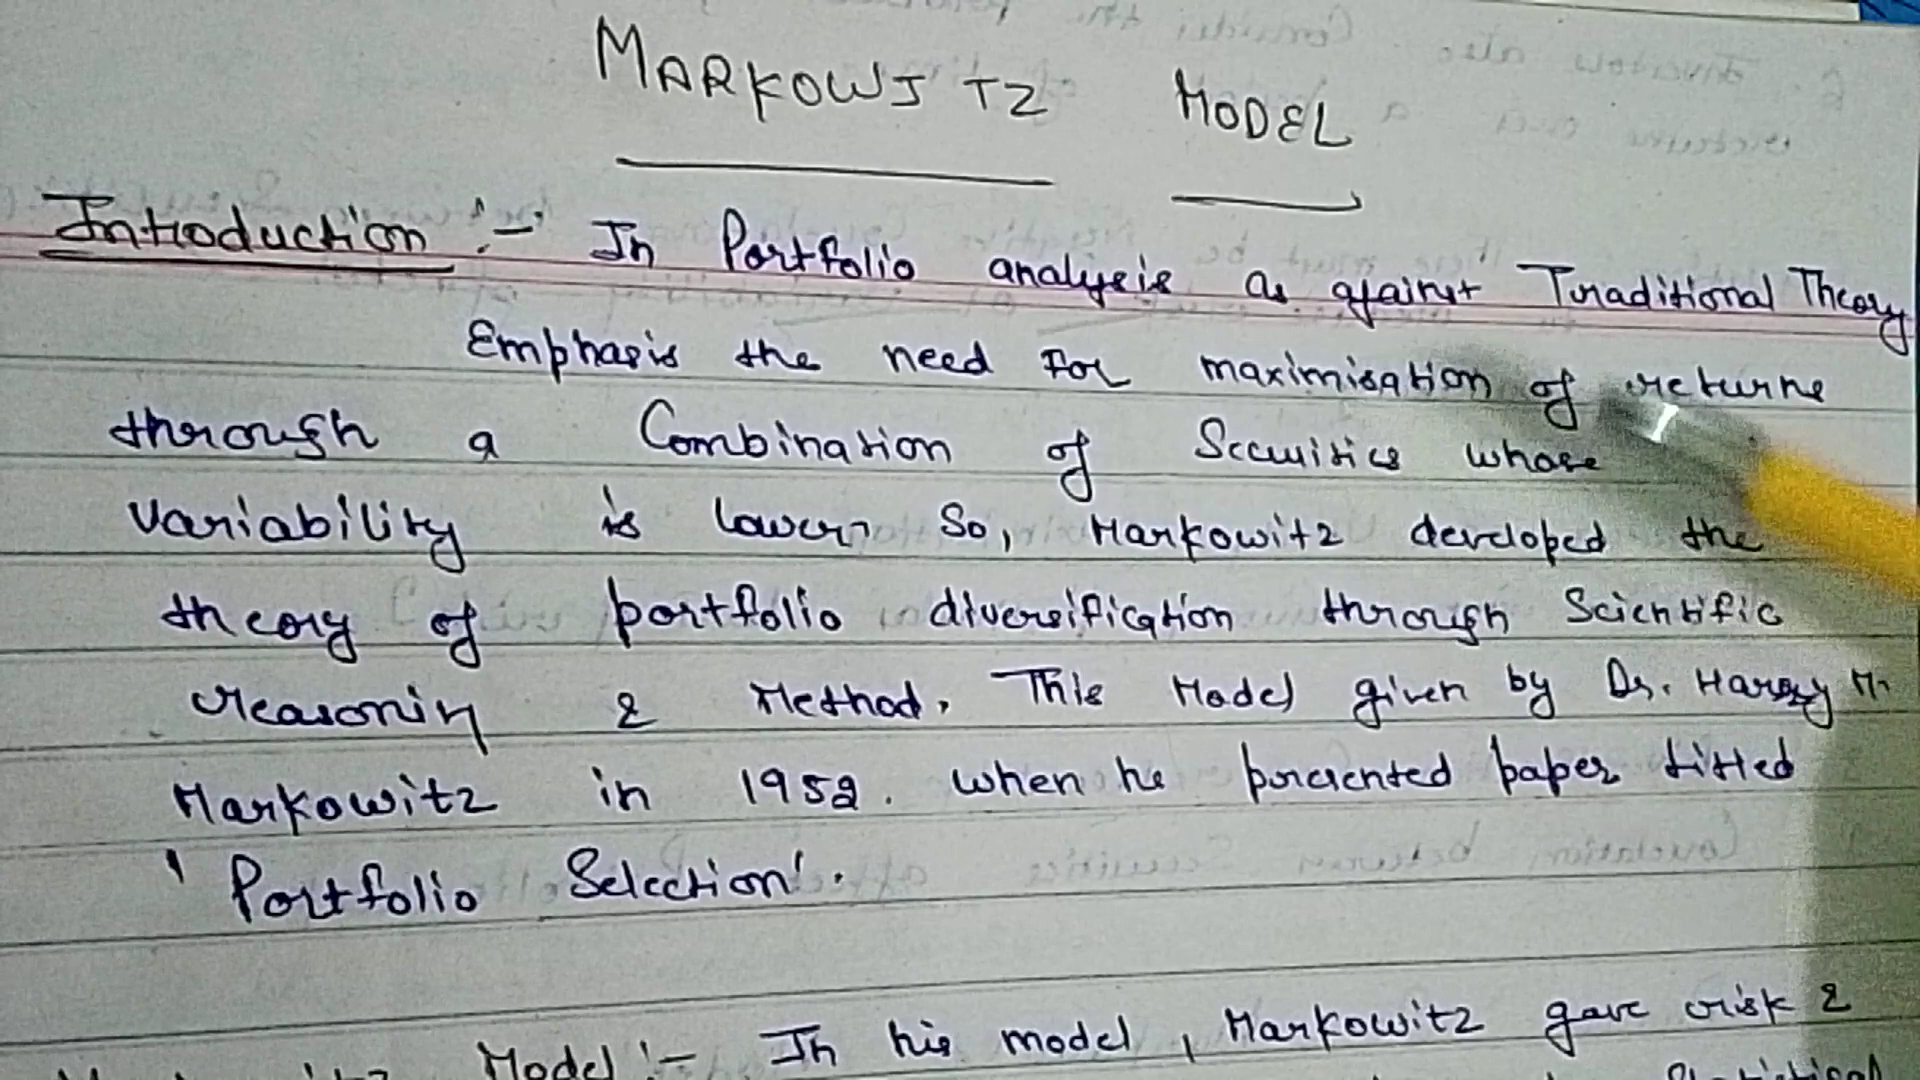 MARKOWITZ MODEL
Introduction :- In Portfolio analysis as against Traditional Theory
Emphasis the need For maximisation of returns
through a Combination of Securities whose
variability is lower. So, Markowitz developed the
theory of portfolio diversification through Scientific
reasoning & Method. This Model given by Dr. Harry M.
Markowitz in 1952. When he presented paper titled
'Portfolio Selection'.
Model :- In his model, Markowitz gave risk &